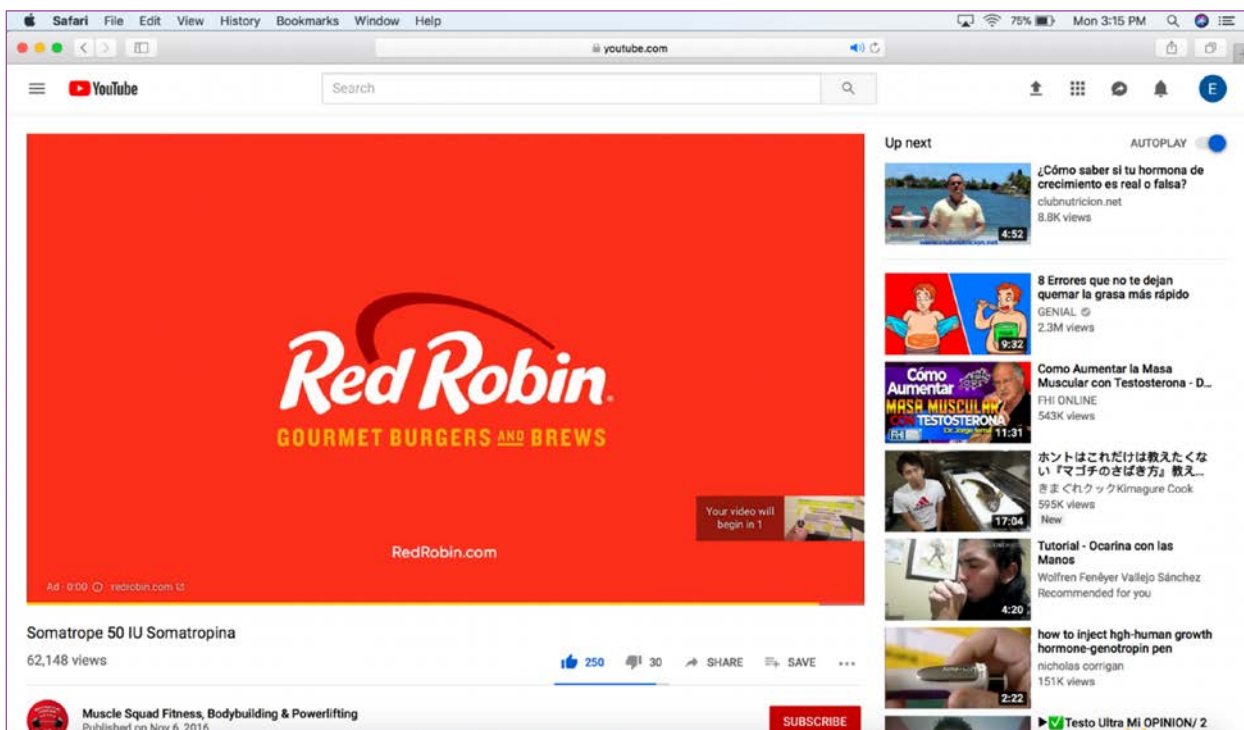 Safari File Edit View History Bookmarks Window Help 75% Mon 3:15 PM
youtube.com
YouTube
Search
E
Red Robin
GOURMET BURGERS AND BREWS
RedRobin.com
Your video will
begin in 1
Ad · 0:00 redrobin.com
Somatrope 50 IU Somatropina
62,148 views
250 30 SHARE SAVE
Muscle Squad Fitness, Bodybuilding & Powerlifting
Published on Nov 6, 2016
SUBSCRIBE
Up next
AUTOPLAY
4:52
¿Cómo saber si tu hormona de
crecimiento es real o falsa?
clubnutricion.net
8.8K views
9:32
8 Errores que no te dejan
quemar la grasa más rápido
GENIAL
2.3M views
Cómo
Aumentar
MASA MUSCULAR
CON TESTOSTERONA
11:31
Como Aumentar la Masa
Muscular con Testosterona - D...
FHI ONLINE
543K views
17:04
ホントはこれだけは教えたくな
い『マゴチのさばき方』教え...
きまぐれクックKimagure Cook
595K views
New
4:20
Tutorial - Ocarina con las
Manos
Wolfren Fenêyer Vallejo Sánchez
Recommended for you
2:22
how to inject hgh-human growth
hormone-genotropin pen
nicholas corrigan
151K views
Testo Ultra Mi OPINION/ 2